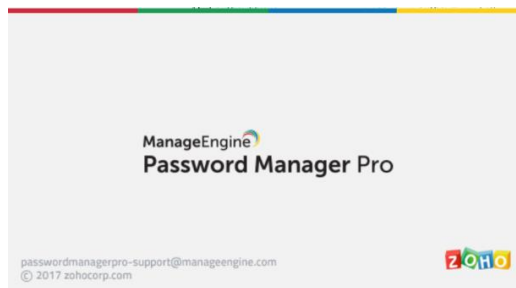 ManageEngine
Password Manager Pro
passwordmanagerpro-support@manageengine.com
© 2017 zohocorp.com
ZOHO